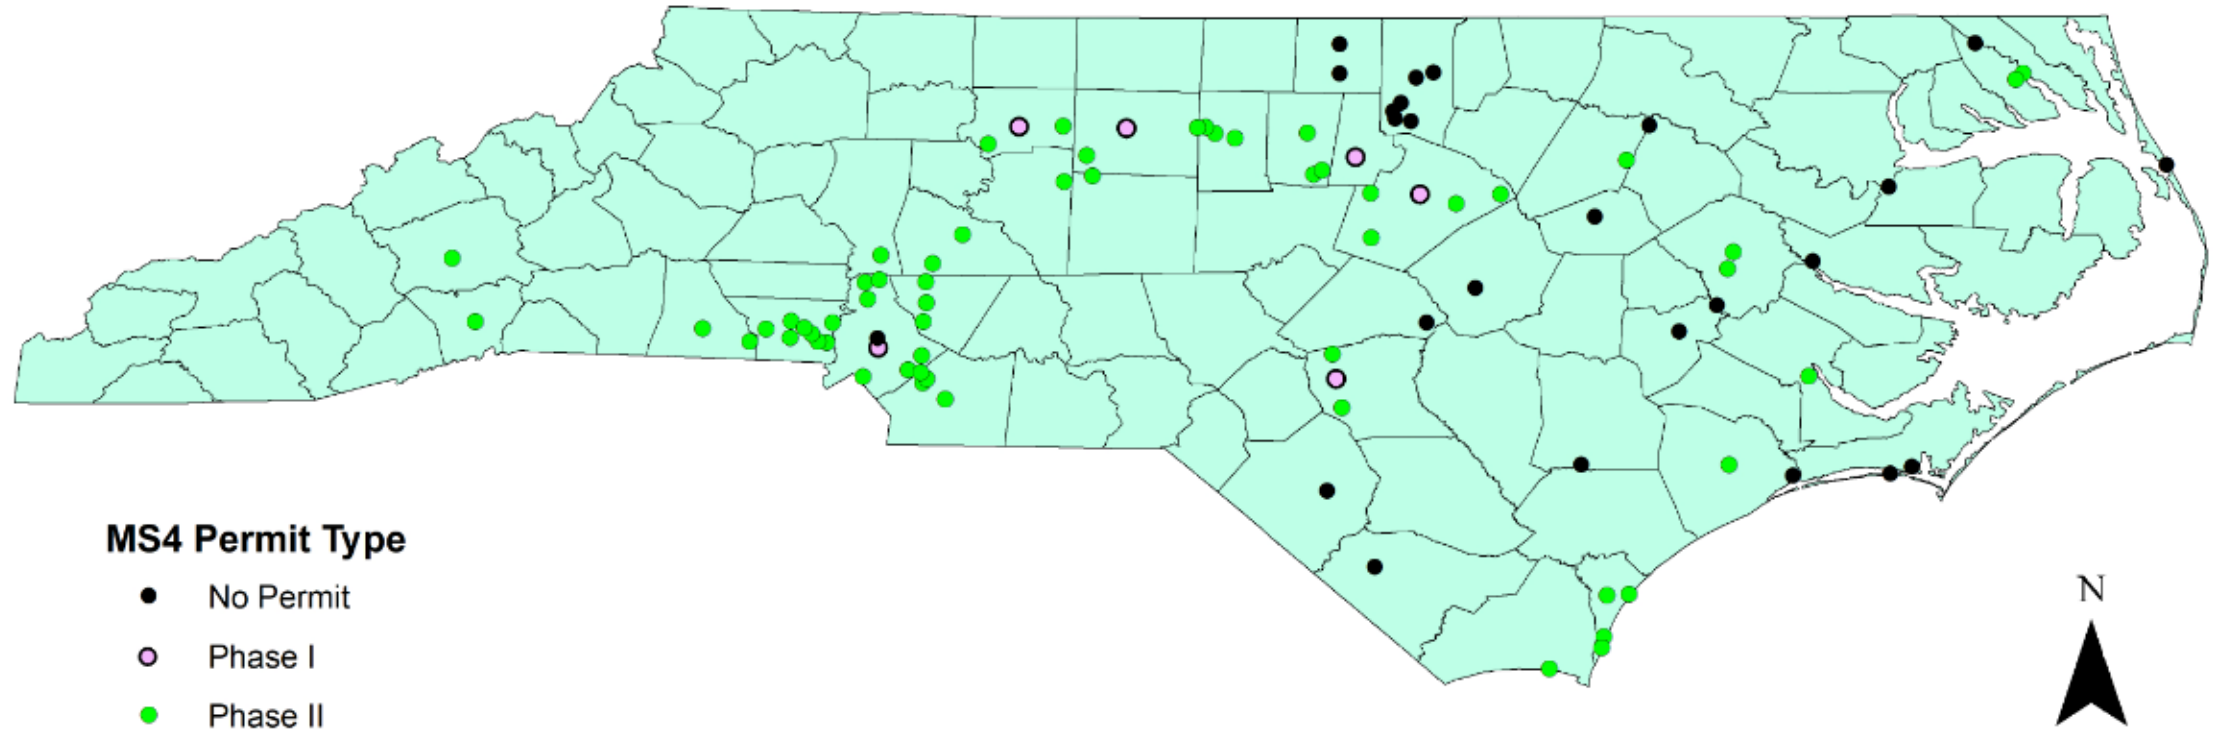 MS4 Permit Type
No Permit
Phase I
Phase II
N